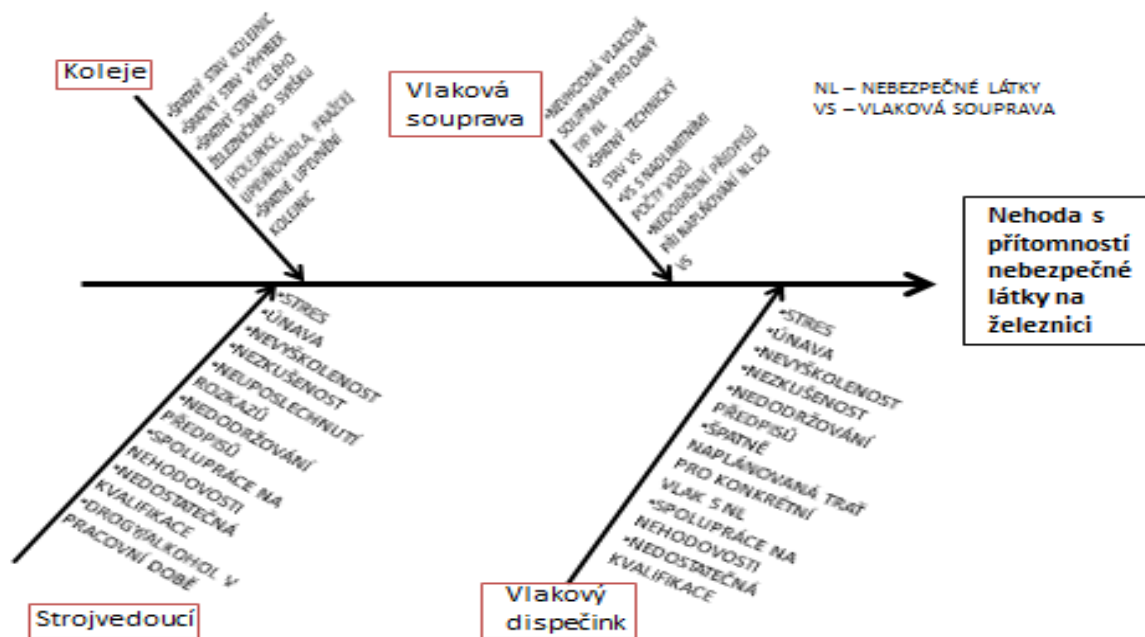 Koleje
•ŠPATNÝ STAV KOLEJNIC
•ŠPATNÝ STAV VÝHYBEK
•ŠPATNÝ STAV CELÉHO
ŽELEZNIČNÍHO SVRŠKU
(KOLEJNICE,
UPEVŇOVADLA, PRAŽCE)
•ŠPATNÉ UPEVNĚNÍ
KOLEJNIC
Vlaková
souprava
•NEVHODNÁ VLAKOVÁ
SOUPRAVA PRO DANÝ
TYP NL
•ŠPATNÝ TECHNICKÝ
STAV VS
•VS S NADLIMITNÍMI
POČTY VOZŮ
•NEDODRŽENÍ PŘEDPISŮ
PŘI NAPLŇOVÁNÍ NL DO
VS
NL – NEBEZPEČNÉ LÁTKY
VS – VLAKOVÁ SOUPRAVA
Nehoda s
přítomností
nebezpečné
látky na
železnici
•STRES
•ÚNAVA
•NEVYŠKOLENOST
•NEZKUŠENOST
•NEUPOSLECHNUTÍ
ROZKAZŮ
•NEDODRŽOVÁNÍ
PŘEDPISŮ
•SPOLUPRÁCE NA
NEHODOVOSTI
•NEDOSTATEČNÁ
KVALIFIKACE
•DROGY/ALKOHOL V
PRACOVNÍ DOBĚ
Strojvedoucí
•STRES
•ÚNAVA
•NEVYŠKOLENOST
•NEZKUŠENOST
•NEDODRŽOVÁNÍ
PŘEDPISŮ
•ŠPATNĚ
NAPLÁNOVANÁ TRAŤ
PRO KONKRÉTNÍ
VLAK S NL
•SPOLUPRÁCE NA
NEHODOVOSTI
•NEDOSTATEČNÁ
KVALIFIKACE
Vlakový
dispečink